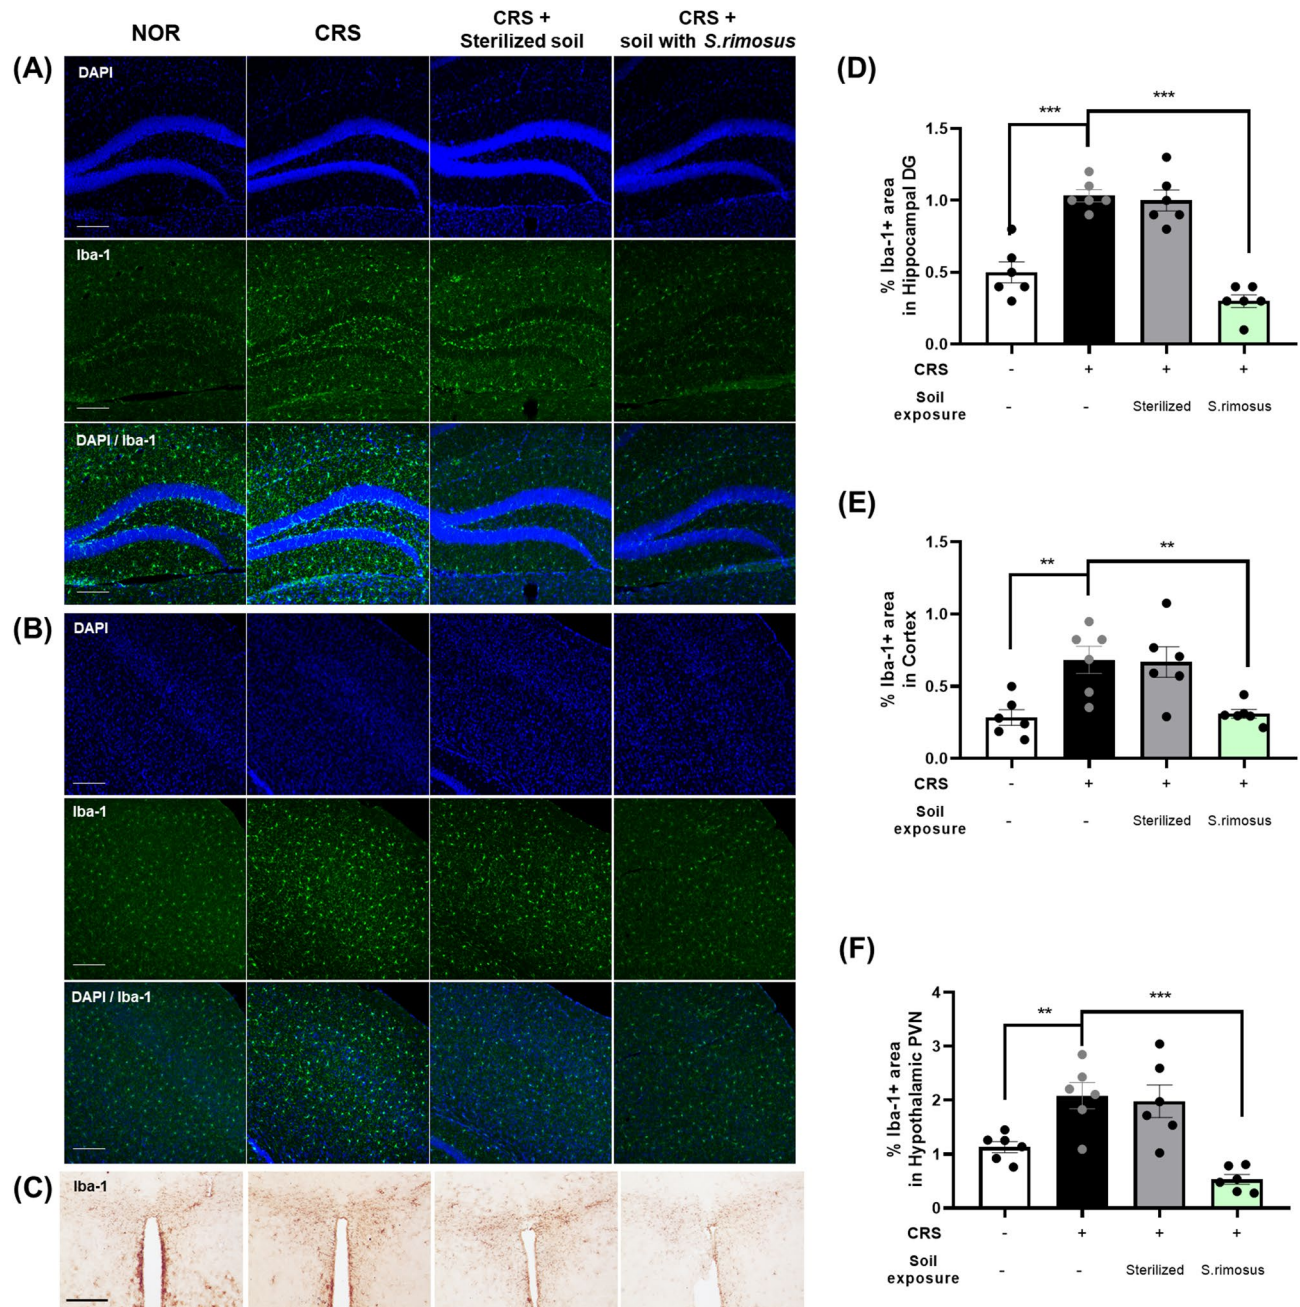 NOR
CRS
CRS +
Sterilized soil
CRS +
soil with S.rimosus
(A)
DAPI
Iba-1
DAPI / Iba-1
(B)
DAPI
Iba-1
DAPI / Iba-1
(C)
Iba-1
(D)
% Iba-1+ area
in Hippocampal DG
1.5
1.0
0.5
0.0
***
***
CRS
- + + +
Soil
exposure
- - Sterilized S.rimosus
(E)
% Iba-1+ area
in Cortex
1.5
1.0
0.5
0.0
**
**
CRS
- + + +
Soil
exposure
- - Sterilized S.rimosus
(F)
% Iba-1+ area
in Hypothalamic PVN
4
3
2
1
0
**
***
CRS
- + + +
Soil
exposure
- - Sterilized S.rimosus